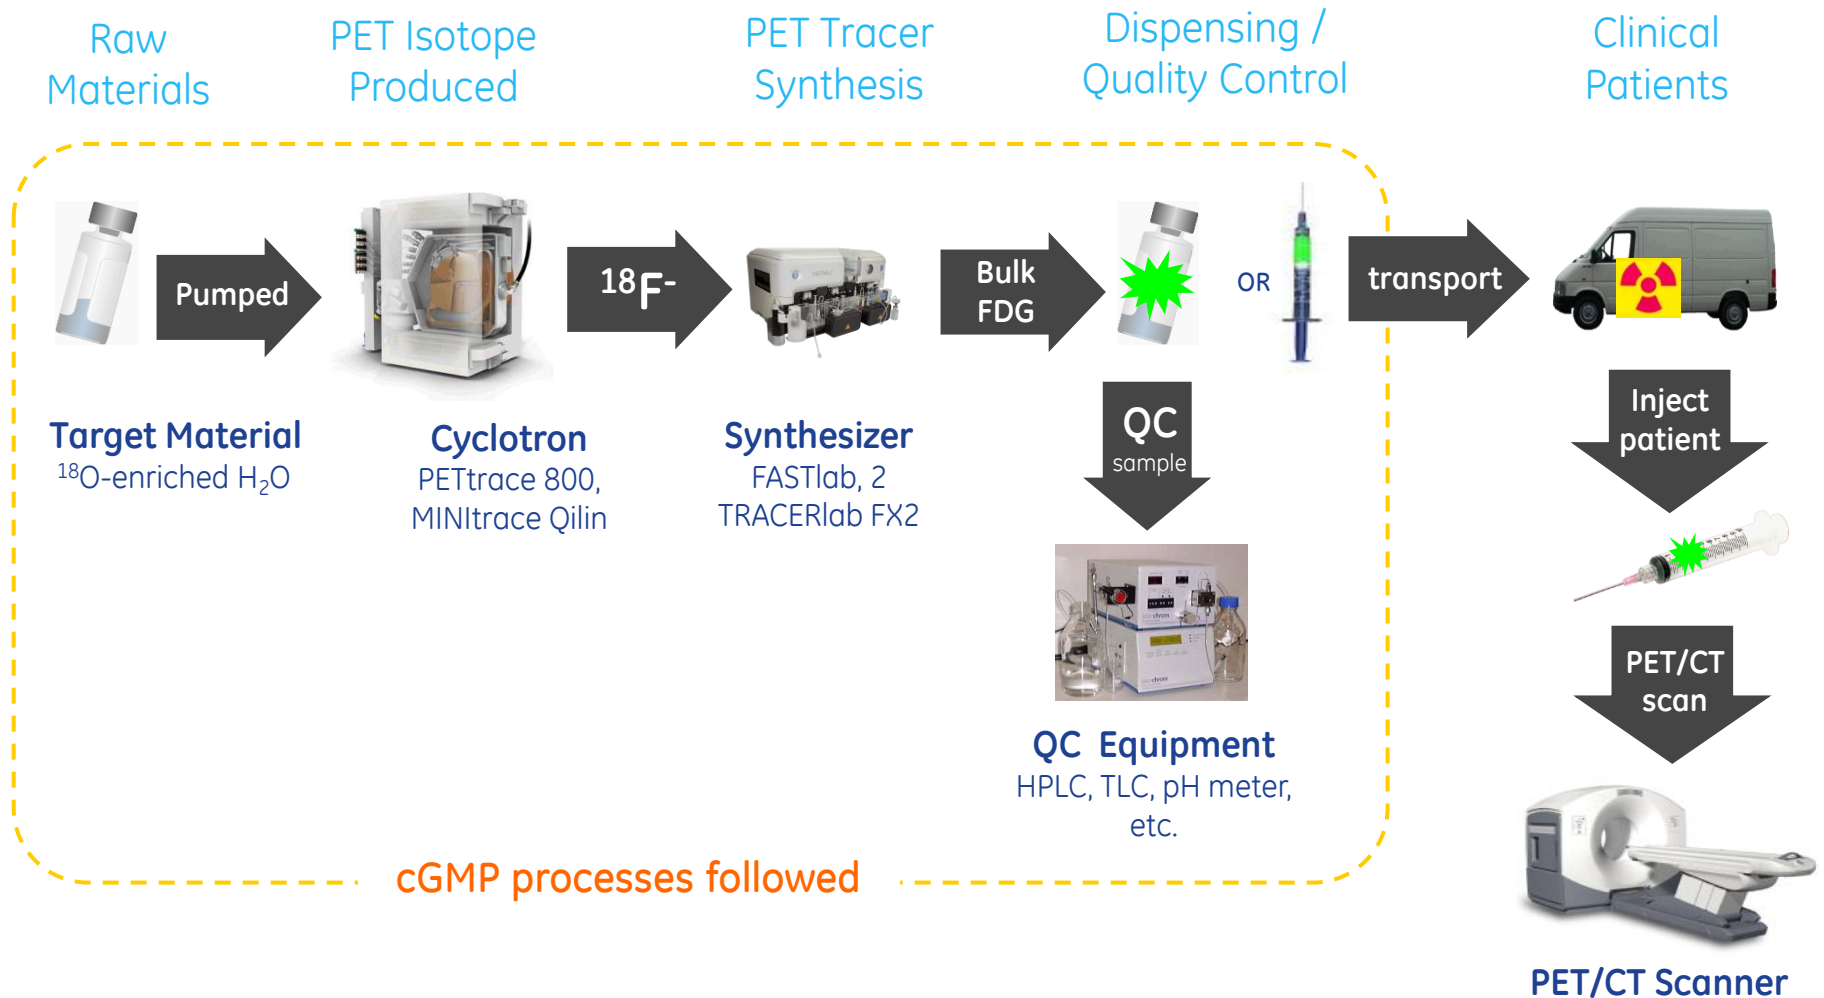 Raw
Materials
PET Isotope
Produced
PET Tracer
Synthesis
Dispensing /
Quality Control
Clinical
Patients
Pumped
18F-
Bulk
FDG
OR
transport
Target Material
18O-enriched H2O
Cyclotron
PETtrace 800,
MINItrace Qilin
Synthesizer
FASTlab, 2
TRACERlab FX2
QC
sample
Inject
patient
QC Equipment
HPLC, TLC, pH meter,
etc.
PET/CT
scan
cGMP processes followed
PET/CT Scanner